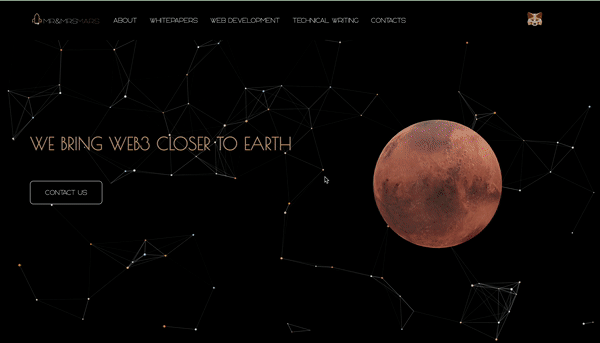 MR&MRSMARS
ABOUT WHITEPAPERS WEB DEVELOPMENT TECHNICAL WRITING CONTACTS
WE BRING WEB3 CLOSER TO EARTH
CONTACT US